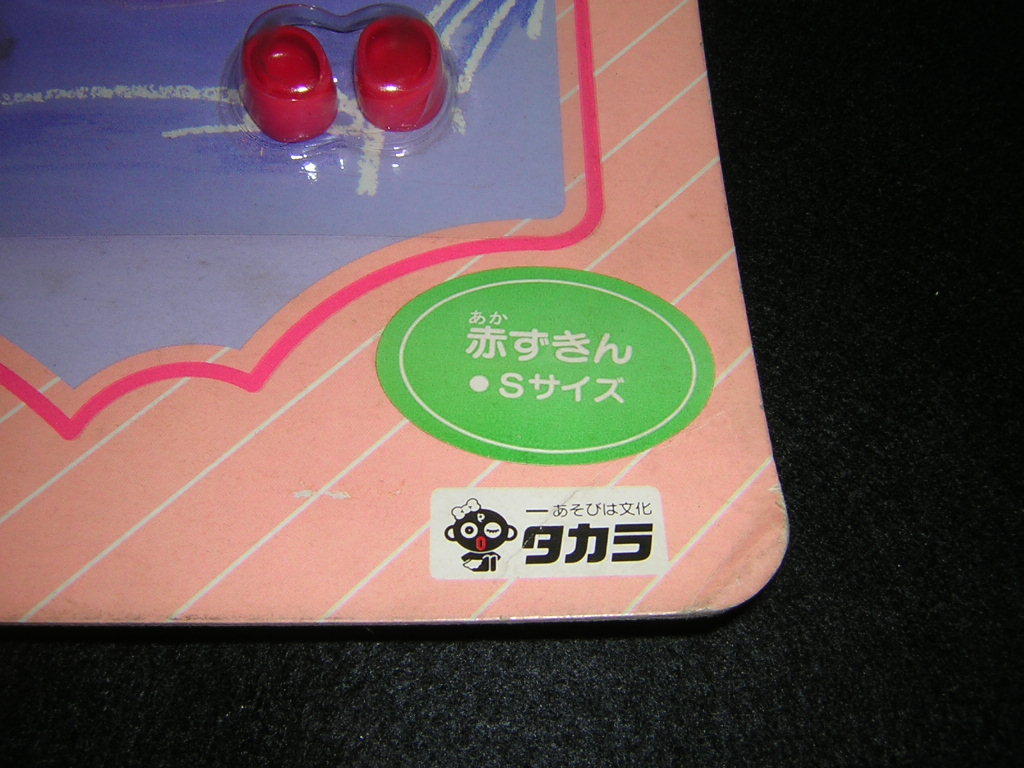 あか
赤ずきん
●Sサイズ
P
ーあそびは文化
タカラ